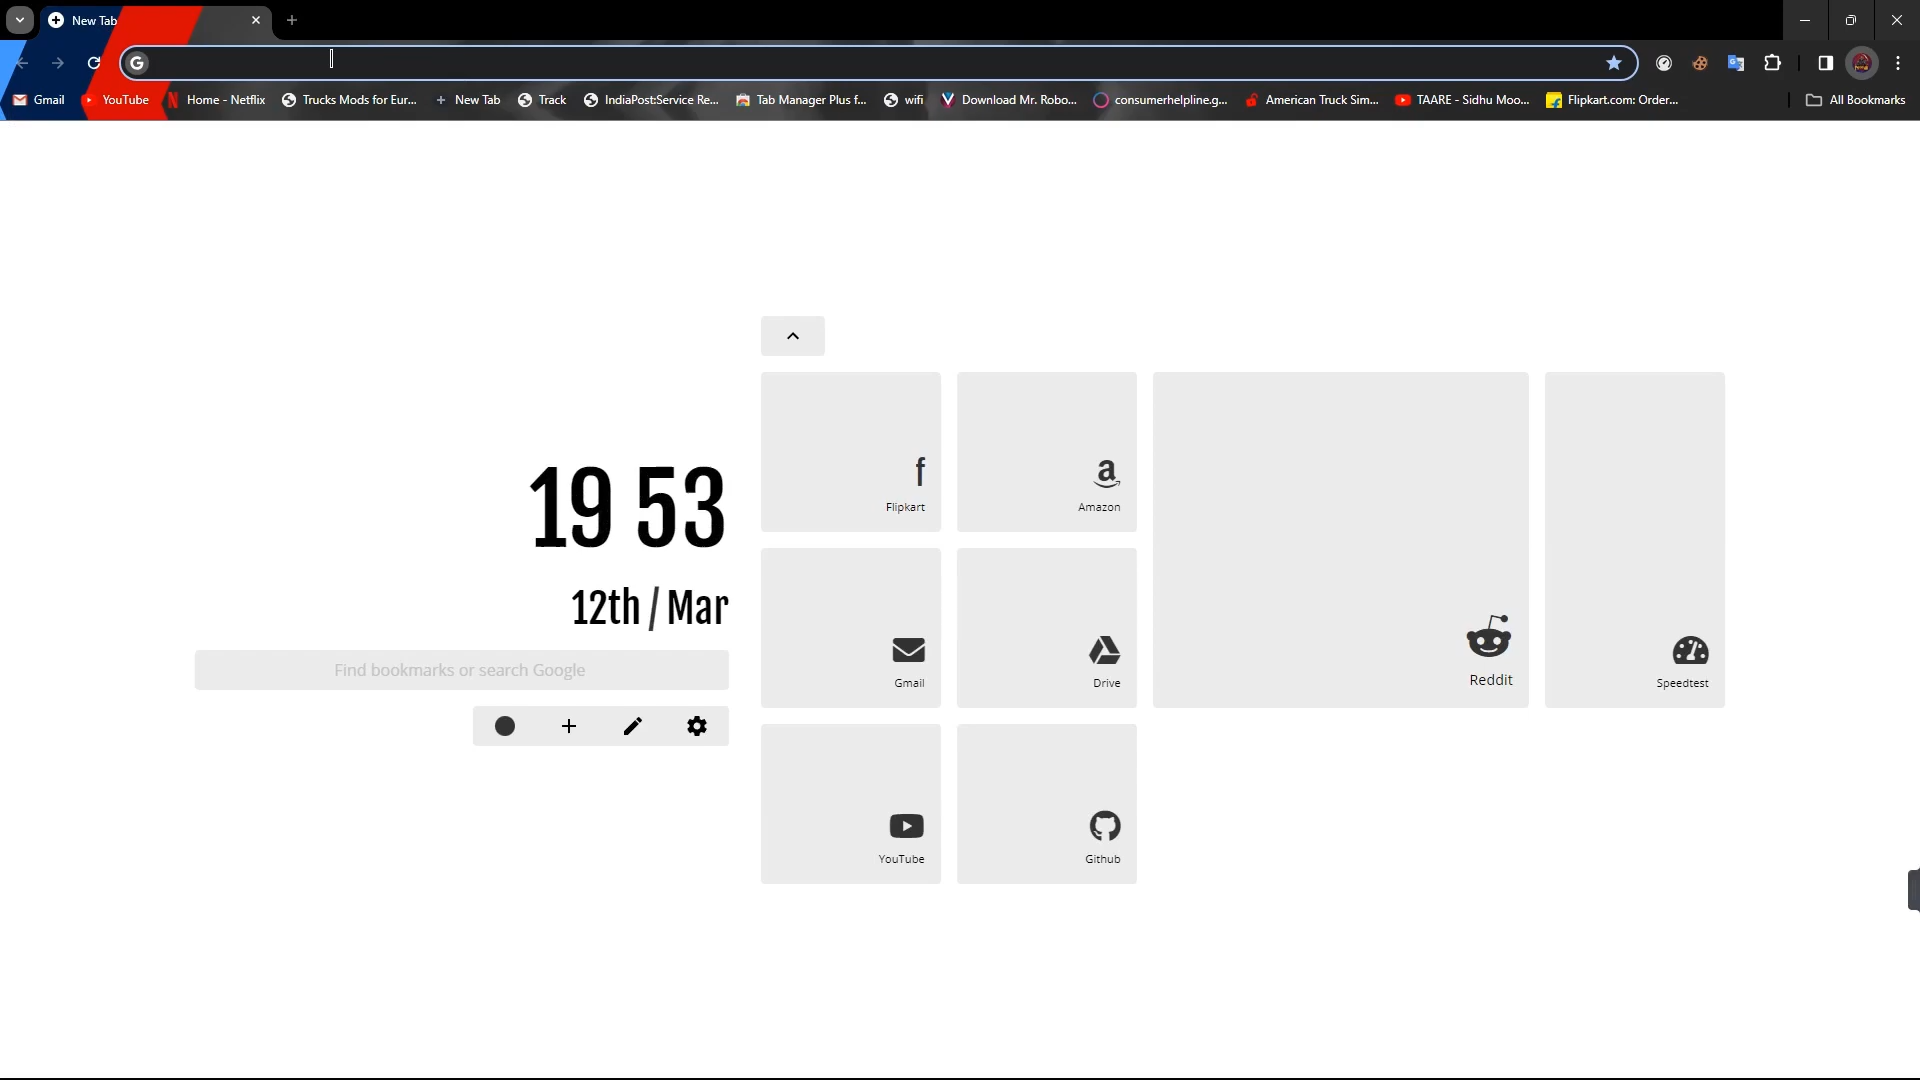 New Tab
Gmail
YouTube
Home - Netflix
Trucks Mods for Eur...
New Tab
Track
IndiaPost:Service Re...
Tab Manager Plus f...
wifi
Download Mr. Robo...
consumerhelpline.g...
American Truck Sim...
TAARE - Sidhu Moo...
Flipkart.com: Order...
All Bookmarks
19 53
12th / Mar
Find bookmarks or search Google
f
Flipkart
a
Amazon
Gmail
Drive
Reddit
Speedtest
YouTube
Github